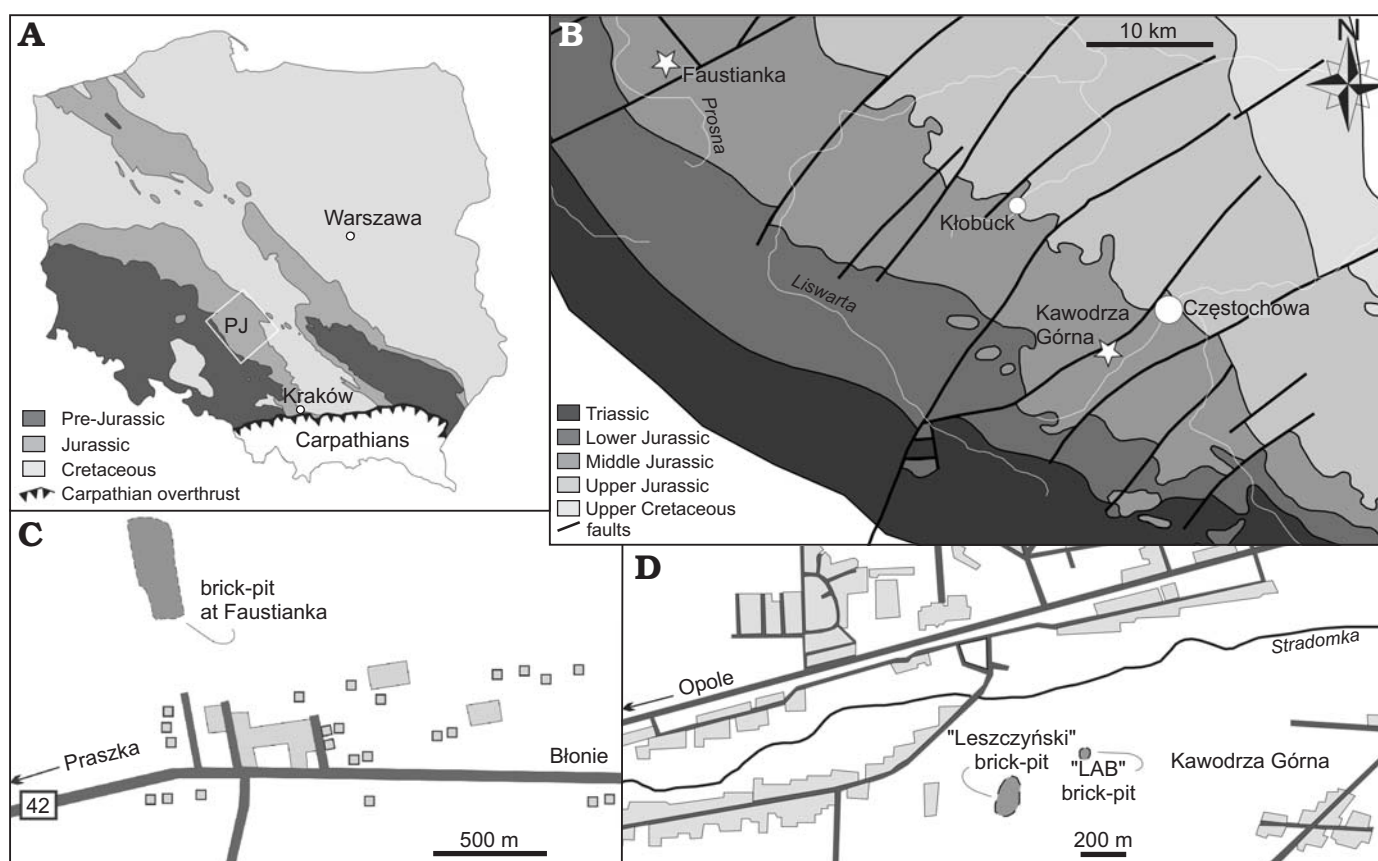 A
Warszawa
PJ
Kraków
Carpathians
Pre-Jurassic
Jurassic
Cretaceous
Carpathian overthrust
B
10 km
N
Faustianka
Prosna
Kłobuck
Liswarta
Kawodrza
Górna
Częstochowa
Triassic
Lower Jurassic
Middle Jurassic
Upper Jurassic
Upper Cretaceous
faults
C
brick-pit
at Faustianka
Praszka
Błonie
42
500 m
D
Opole
Stradomka
"Leszczyński"
brick-pit
"LAB"
brick-pit
Kawodrza Górna
200 m